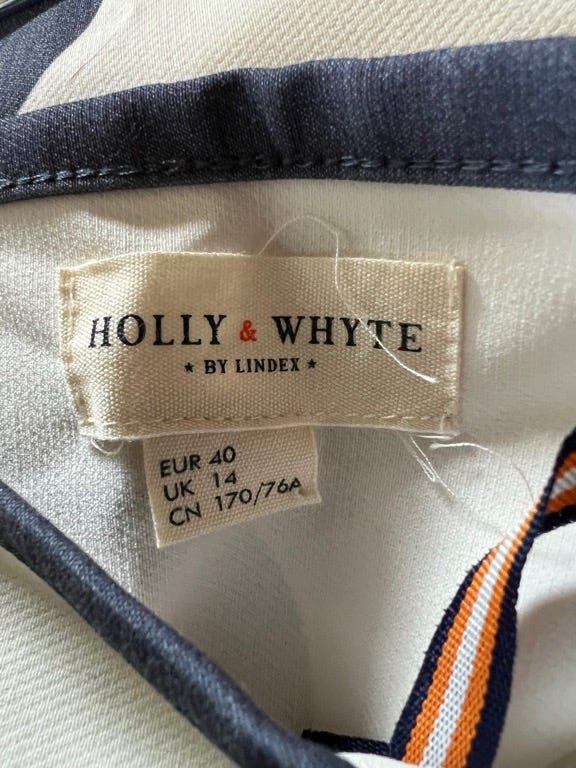 HOLLY & WHYTE
★ BY LINDEX ★
EUR 40
UK 14
CN 170/76A